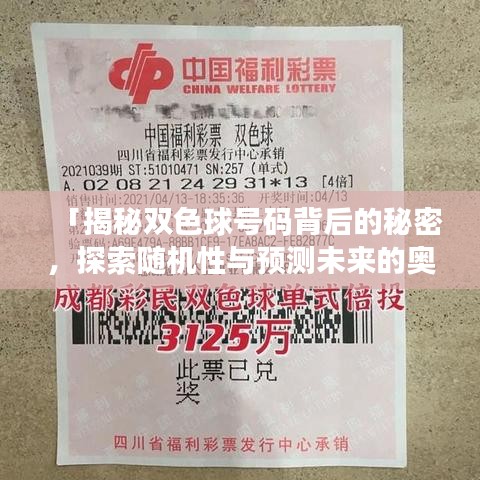 中国福利彩票
CHINA WELFARE LOTTERY
中国福利彩票 双色球
四川省福利彩票发行中心承销
2021039期 ST:51010471 SN:257 (单式)
A. 02 08 21 24 29 31*13 [4倍]
「揭秘双色球号码背后的秘密
，探索随机性与预测未来的奥
成都彩民双色球单式倍投
3125万
此票已兑
奖
四川省福利彩票发行中心承销